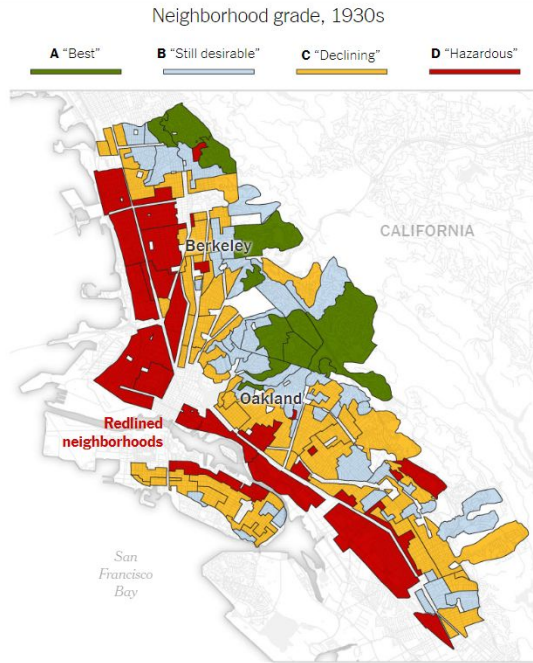 Neighborhood grade, 1930s
A “Best”
B “Still desirable”
C “Declining”
D “Hazardous”
CALIFORNIA
Berkeley
Oakland
Redlined
neighborhoods
San
Francisco
Bay